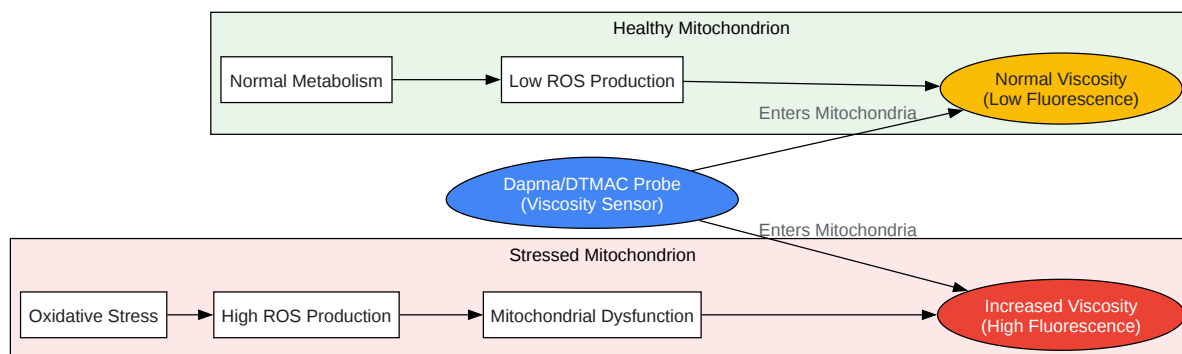 Healthy Mitochondrion
Normal Metabolism
Low ROS Production
Normal Viscosity
(Low Fluorescence)
Enters Mitochondria
Dapma/DTMAC Probe
(Viscosity Sensor)
Enters Mitochondria
Stressed Mitochondrion
Oxidative Stress
High ROS Production
Mitochondrial Dysfunction
Increased Viscosity
(High Fluorescence)